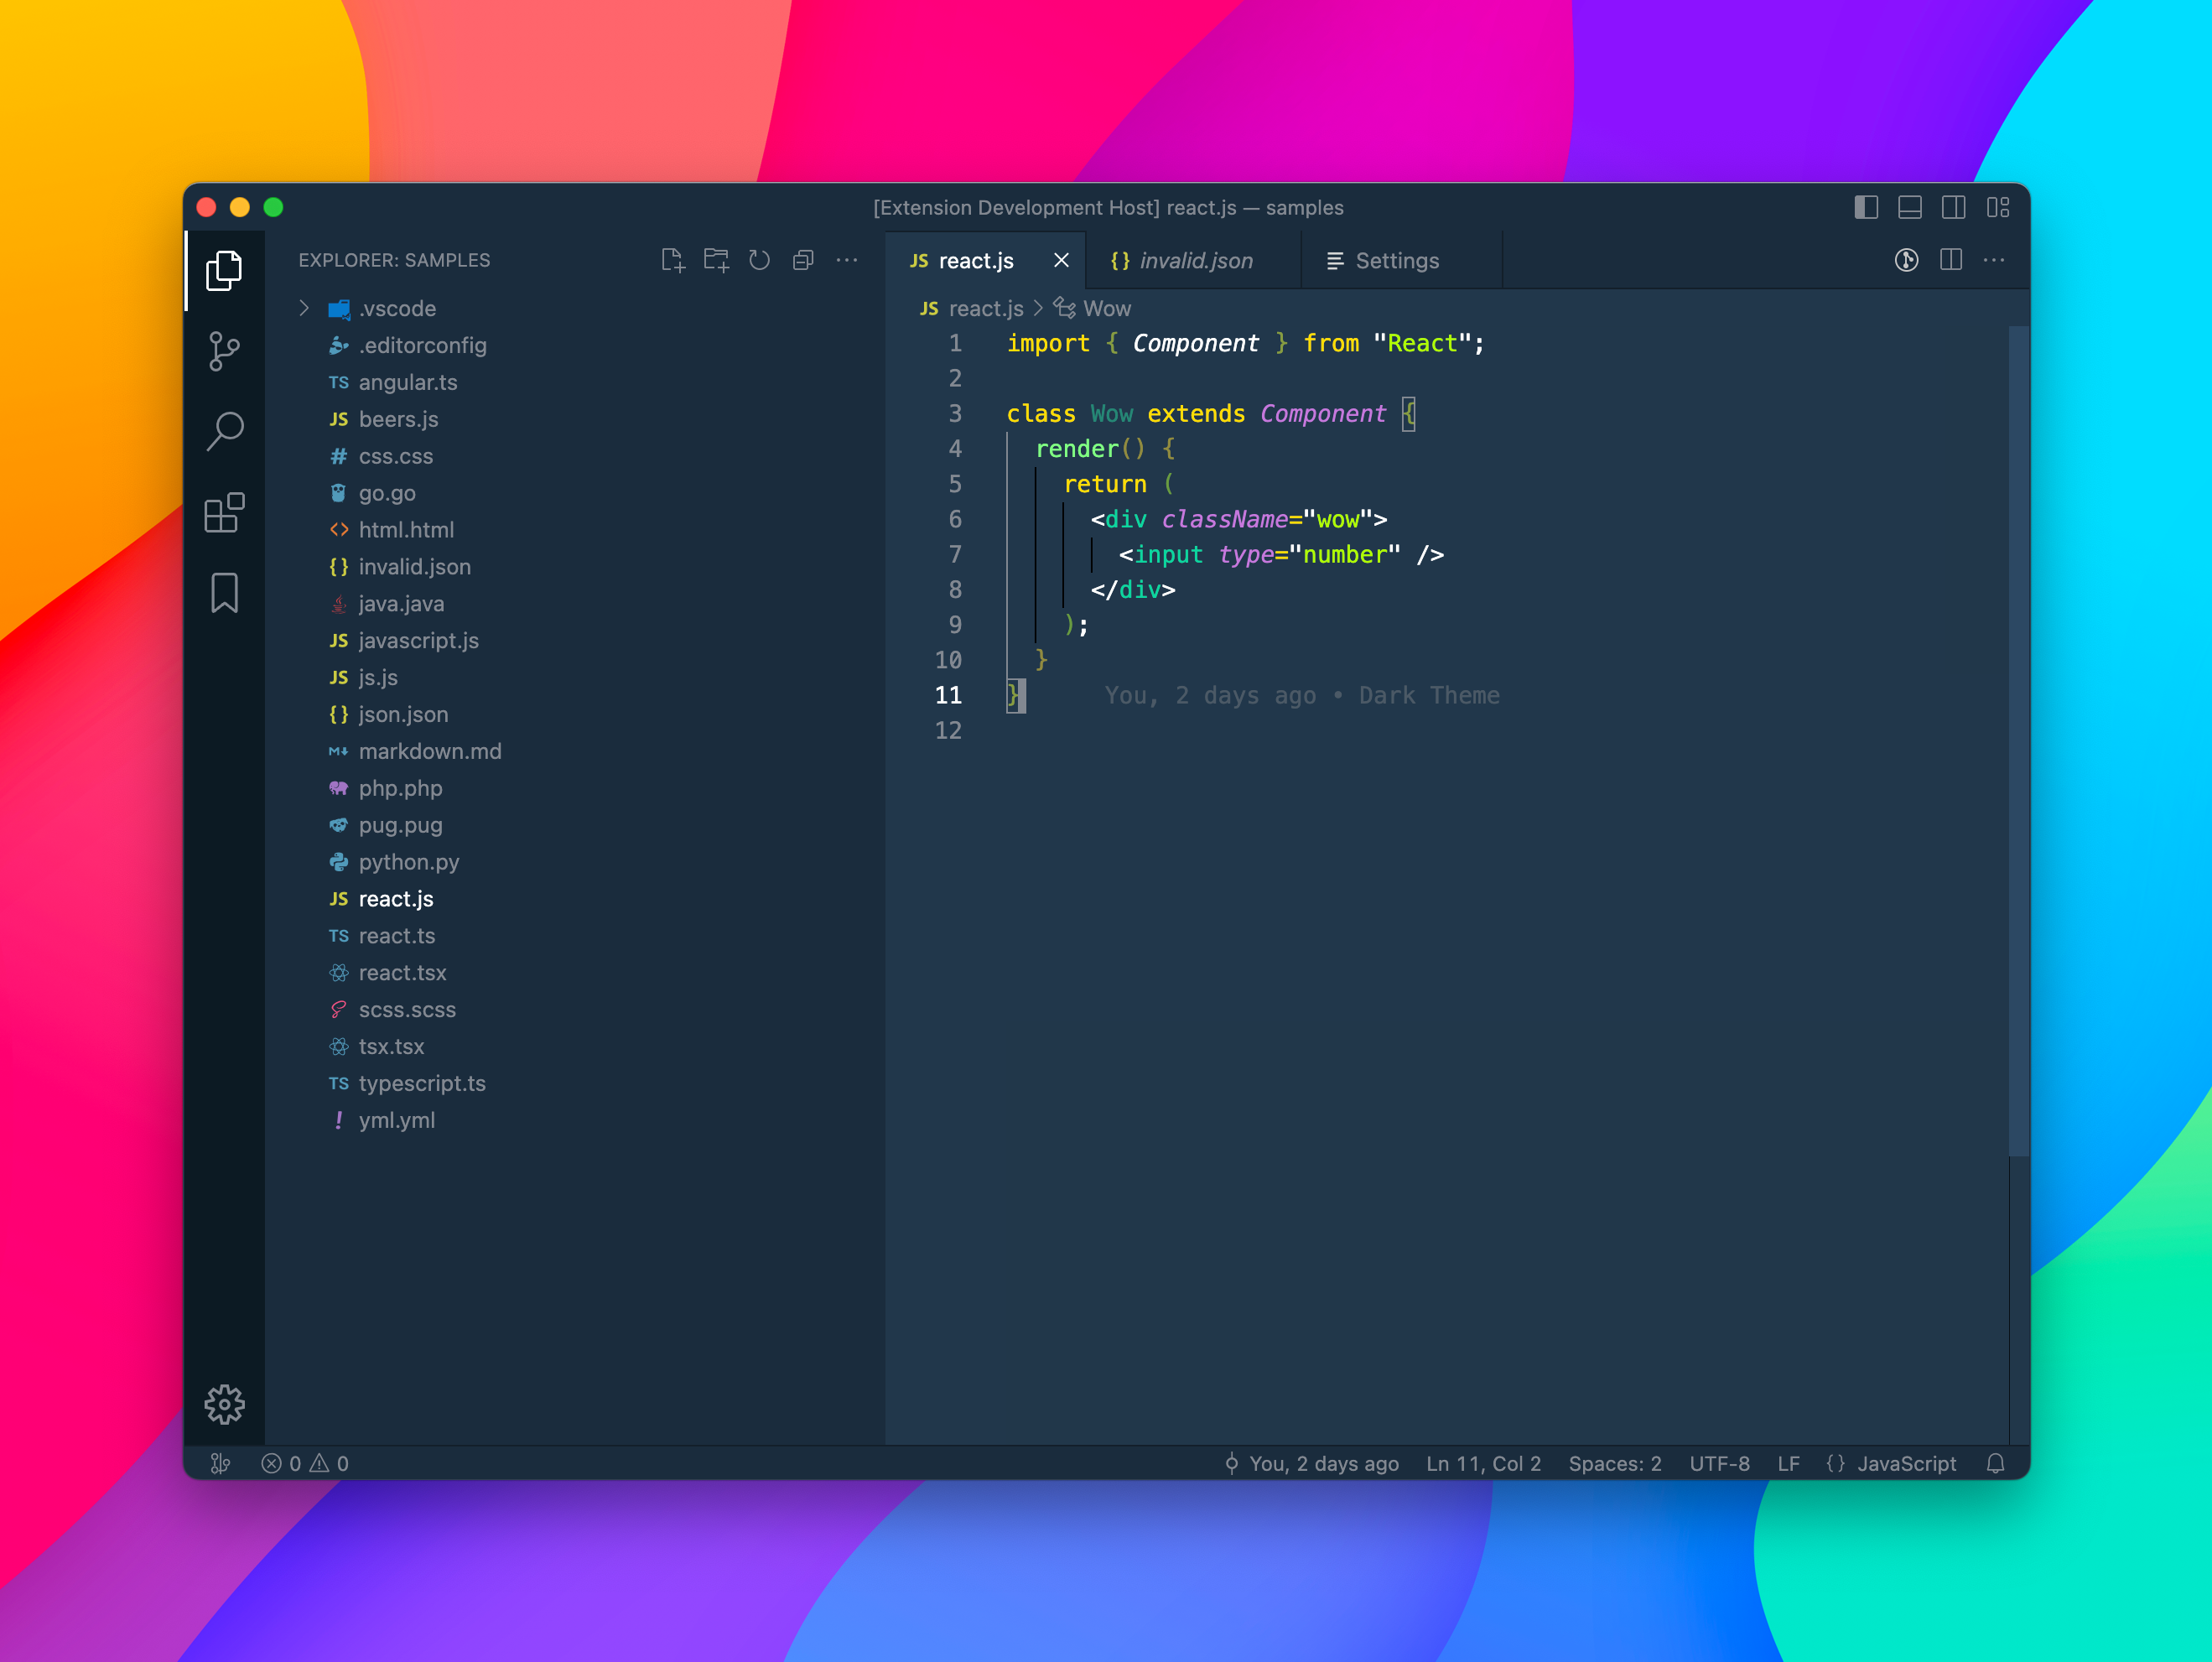 [Extension Development Host] react.js — samples
EXPLORER: SAMPLES
.vscode
.editorconfig
TS angular.ts
JS beers.js
# css.css
go.go
<> html.html
{} invalid.json
java.java
JS javascript.js
JS js.js
{} json.json
M↓ markdown.md
php.php
pug.pug
python.py
JS react.js
TS react.ts
react.tsx
scss.scss
tsx.tsx
TS typescript.ts
! yml.yml
JS react.js
{} invalid.json
Settings
JS react.js > Wow
1 import { Component } from "React";
2
3 class Wow extends Component {
4 render() {
5 return (
6 <div className="wow">
7 <input type="number" />
8 </div>
9 );
10 }
11 } You, 2 days ago • Dark Theme
12
0 0
You, 2 days ago
Ln 11, Col 2
Spaces: 2
UTF-8
LF
{} JavaScript